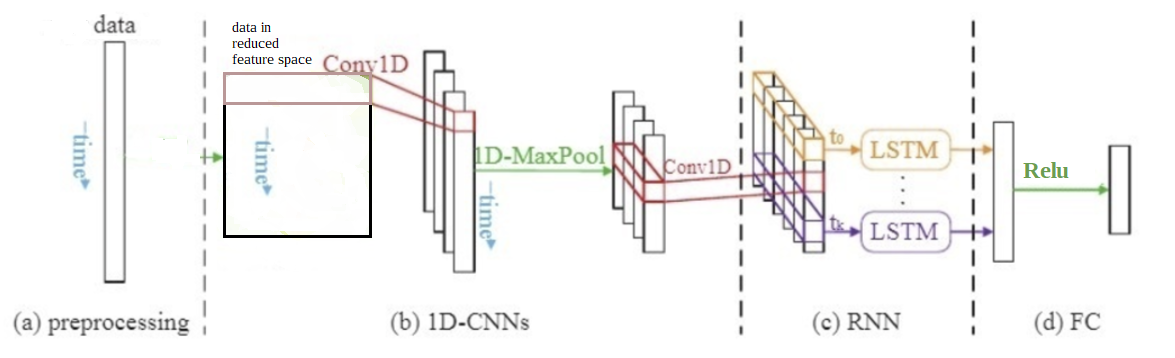 data
data in
reduced
feature space
Conv1D
–time
–time
1D-MaxPool
–time
Conv1D
t₀
LSTM
tₖ
LSTM
Relu
(a) preprocessing
(b) 1D-CNNs
(c) RNN
(d) FC